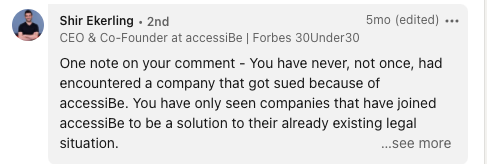 Shir Ekerling • 2nd
5mo (edited) •••
CEO & Co-Founder at accessiBe | Forbes 30Under30
One note on your comment - You have never, not once, had
encountered a company that got sued because of
accessiBe. You have only seen companies that have joined
accessiBe to be a solution to their already existing legal
situation.
...see more